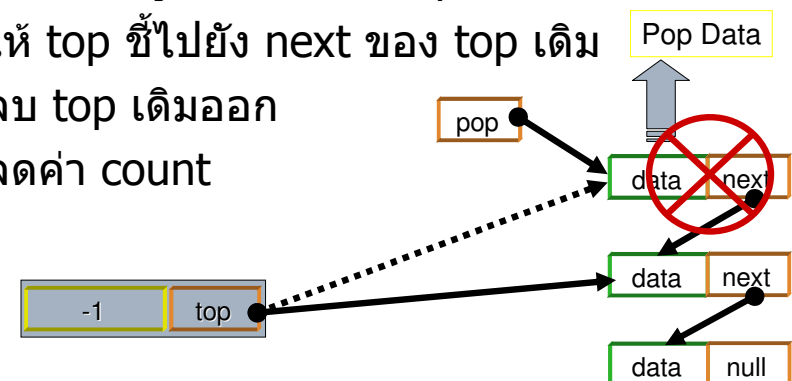 ห้ top ชี้ไปยัง next ของ top เดิม
Pop Data
ลบ top เดิมออก
pop
ลดค่า count
data next
data next
-1 top
data null